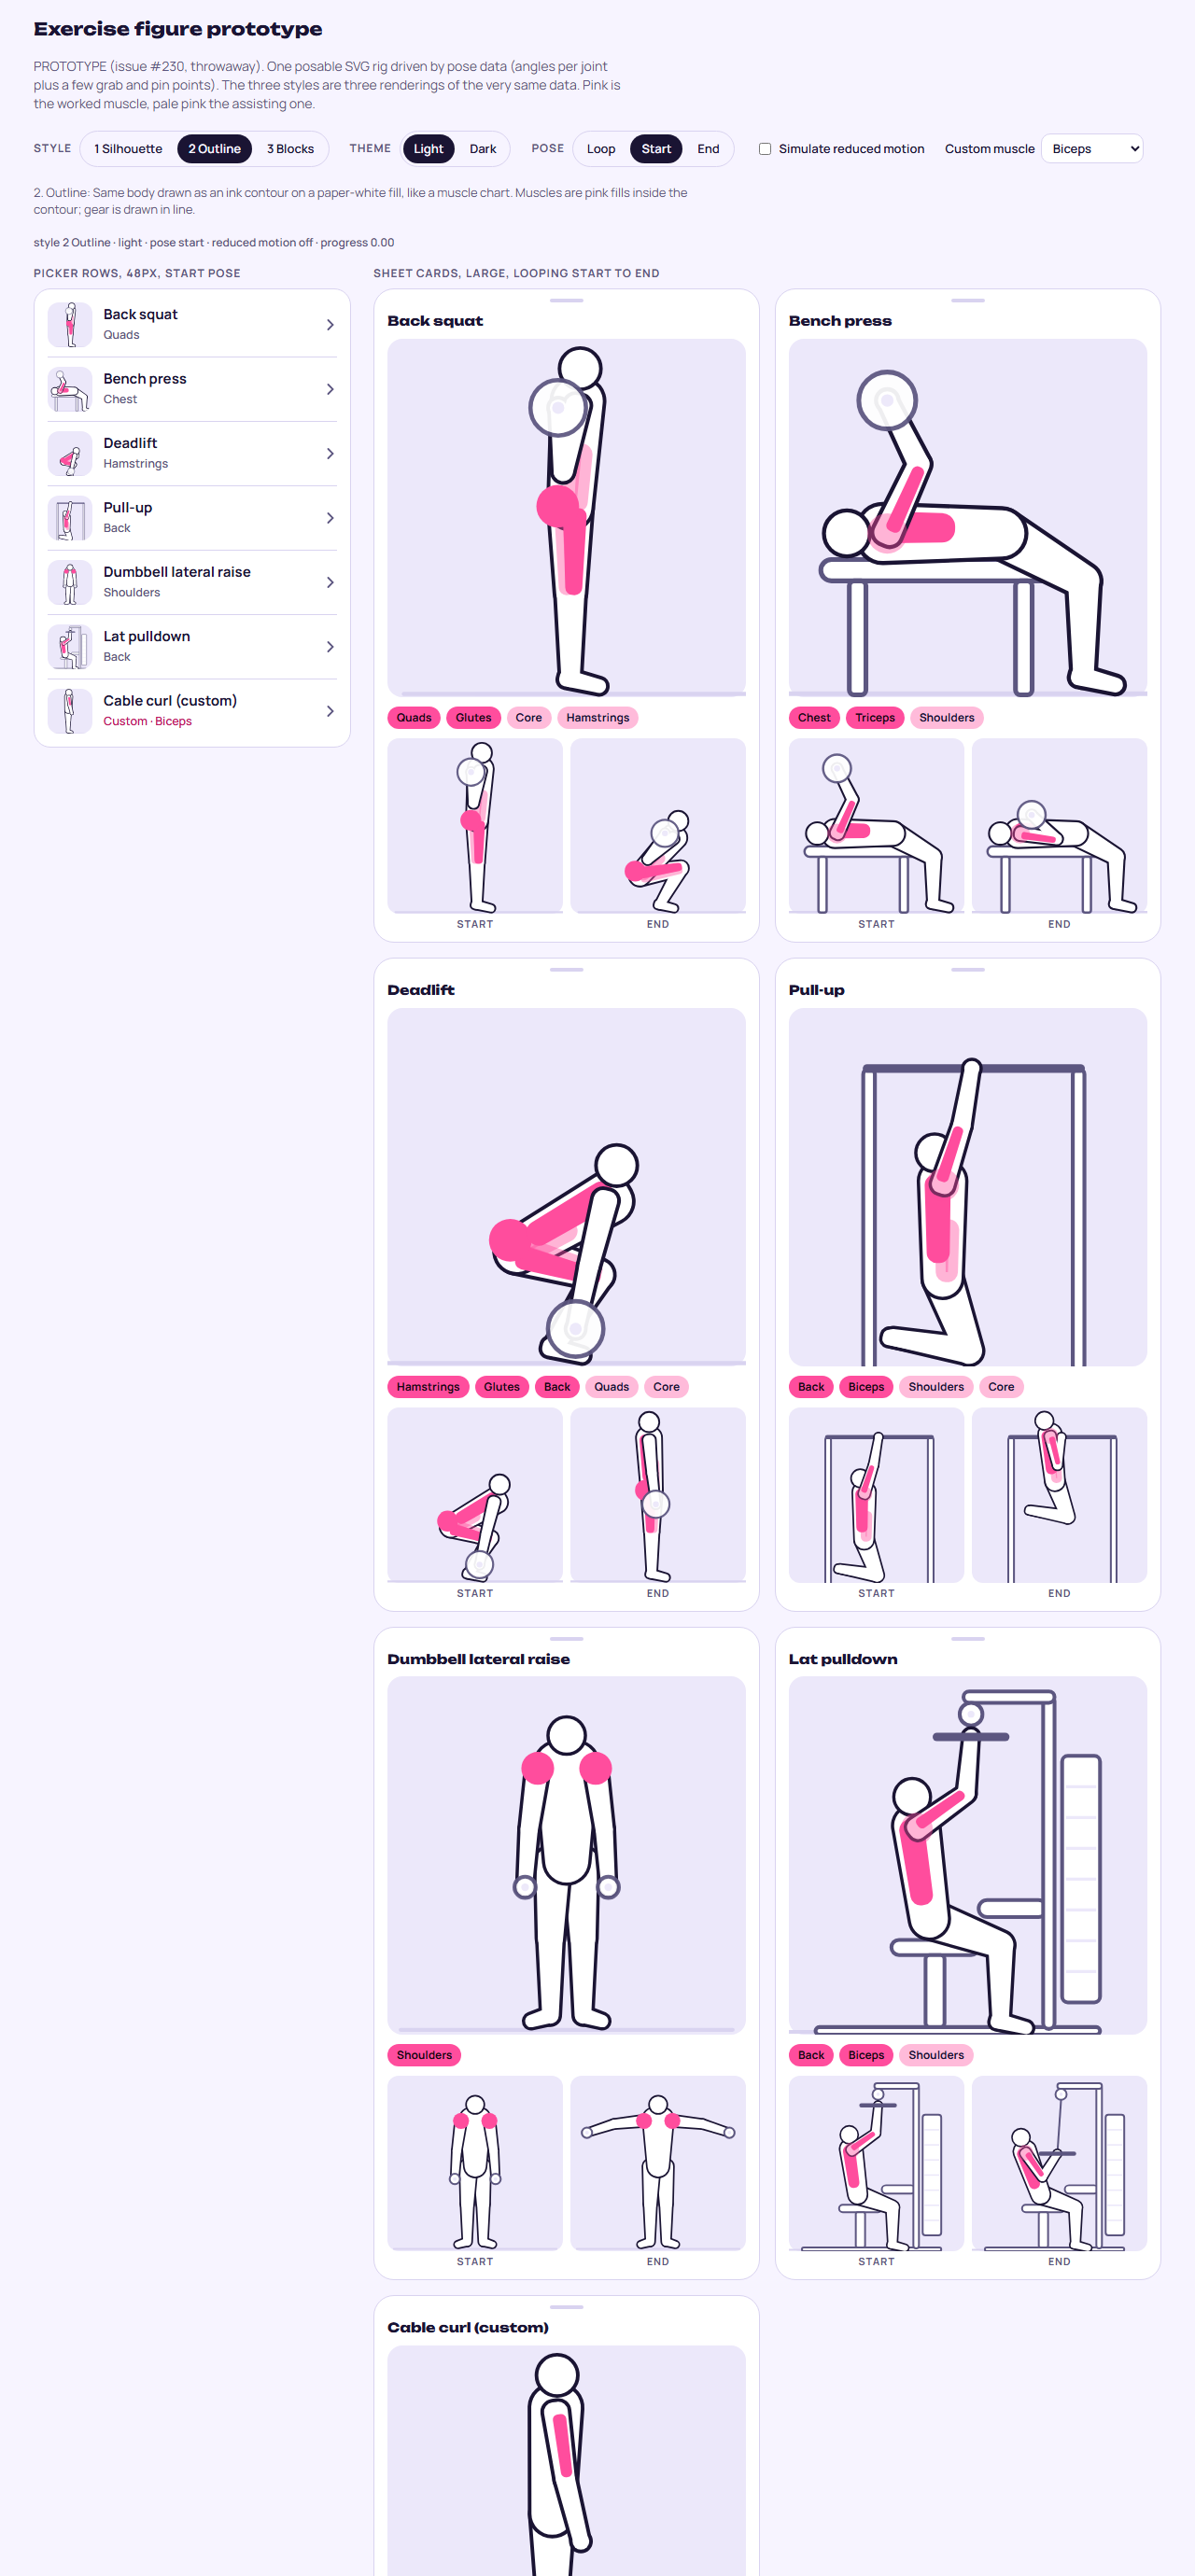 Exercise figure prototype
PROTOTYPE (issue #230, throwaway). One posable SVG rig driven by pose data (angles per joint
plus a few grab and pin points). The three styles are three renderings of the very same data. Pink is
the worked muscle, pale pink the assisting one.
STYLE 1 Silhouette 2 Outline 3 Blocks THEME Light Dark POSE Loop Start End Simulate reduced motion Custom muscle Biceps
2. Outline: Same body drawn as an ink contour on a paper-white fill, like a muscle chart. Muscles are pink fills inside the
contour; gear is drawn in line.
style 2 Outline · light · pose start · reduced motion off · progress 0.00
PICKER ROWS, 48PX, START POSE
Back squat
Quads
Bench press
Chest
Deadlift
Hamstrings
Pull-up
Back
Dumbbell lateral raise
Shoulders
Lat pulldown
Back
Cable curl (custom)
Custom · Biceps
SHEET CARDS, LARGE, LOOPING START TO END
Back squat
Quads Glutes Core Hamstrings
START END
Bench press
Chest Triceps Shoulders
START END
Deadlift
Hamstrings Glutes Back Quads Core
START END
Pull-up
Back Biceps Shoulders Core
START END
Dumbbell lateral raise
Shoulders
START END
Lat pulldown
Back Biceps Shoulders
START END
Cable curl (custom)